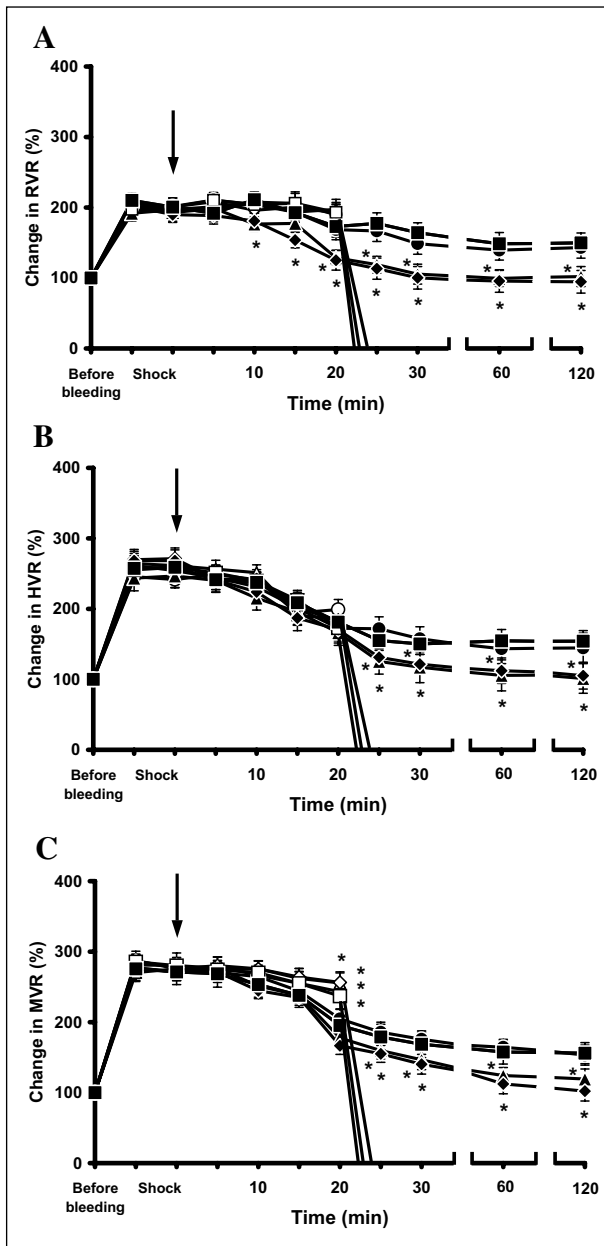 A
Change in RVR (%)
400
300
200
100
0
* * * * * * * * * * *
Before bleeding
Shock
10
20
30
60
120
Time (min)
B
Change in HVR (%)
400
300
200
100
0
* * * * * *
Before bleeding
Shock
10
20
30
60
120
Time (min)
C
Change in MVR (%)
400
300
200
100
0
* * * * * * * * * * * *
Before bleeding
Shock
10
20
30
60
120
Time (min)